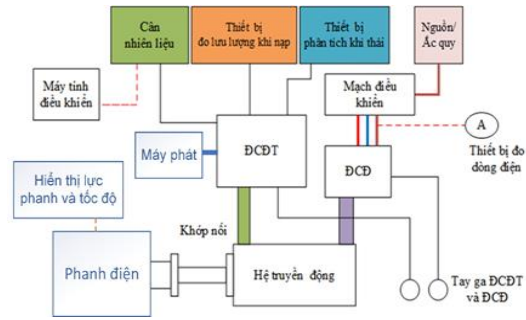 Cân
nhiên liệu
Thiết bị
đo lưu lượng khí nạp
Thiết bị
phân tích khí thải
Nguồn/
Ắc quy
Máy tính
điều khiển
Mạch điều
khiển
A
Thiết bị đo
dòng điện
ĐCĐT
Máy phát
ĐCĐ
Hiển thị lực
phanh và tốc độ
Khớp nối
Phanh điện
Hệ truyền động
Tay ga ĐCĐT
và ĐCĐ